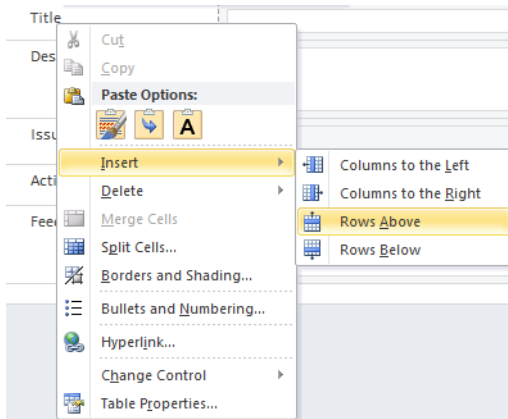 Title
Cut
Des
Copy
Paste Options:
A
Issu
Insert
Columns to the Left
Acti
Delete
Columns to the Right
Feed
Merge Cells
Rows Above
Split Cells...
Rows Below
Borders and Shading...
Bullets and Numbering...
Hyperlink...
Change Control
Table Properties...